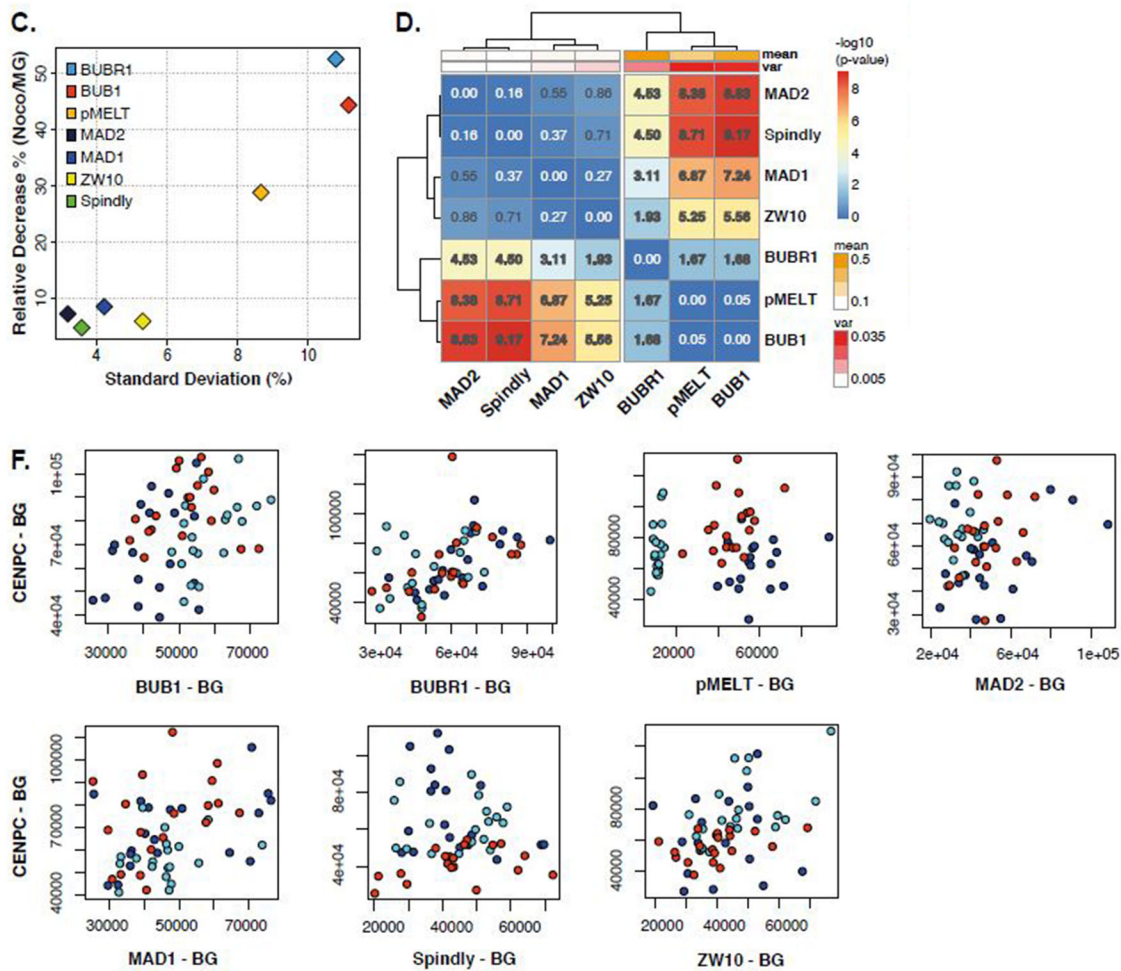 C.
D.
Relative Decrease % (Noco/MG)
50
40
30
20
10
BUBR1
BUB1
pMELT
MAD2
MAD1
ZW10
Spindly
4 6 8 10
Standard Deviation (%)
mean
var
0.00 0.16 0.55 0.86 4.53 8.38 8.83 MAD2
0.16 0.00 0.37 0.71 4.50 8.71 9.17 Spindly
0.55 0.37 0.00 0.27 3.11 6.87 7.24 MAD1
0.86 0.71 0.27 0.00 1.93 5.25 5.56 ZW10
4.53 4.50 3.11 1.93 0.00 1.67 1.68 BUBR1
8.38 8.71 6.87 5.25 1.67 0.00 0.05 pMELT
8.83 9.17 7.24 5.56 1.68 0.05 0.00 BUB1
MAD2 Spindly MAD1 ZW10 BUBR1 pMELT BUB1
-log10
(p-value)
8
6
4
2
0
mean
0.5
0.1
var
0.035
0.005
F.
CENPC - BG
1e+05
7e+04
4e+04
30000 50000 70000
BUB1 - BG
100000
40000
3e+04 6e+04 9e+04
BUBR1 - BG
80000
40000
20000 60000
pMELT - BG
9e+04
6e+04
3e+04
2e+04 6e+04 1e+05
MAD2 - BG
CENPC - BG
100000
70000
40000
30000 50000 70000
MAD1 - BG
8e+04
4e+04
20000 40000 60000
Spindly - BG
80000
40000
20000 40000 60000
ZW10 - BG